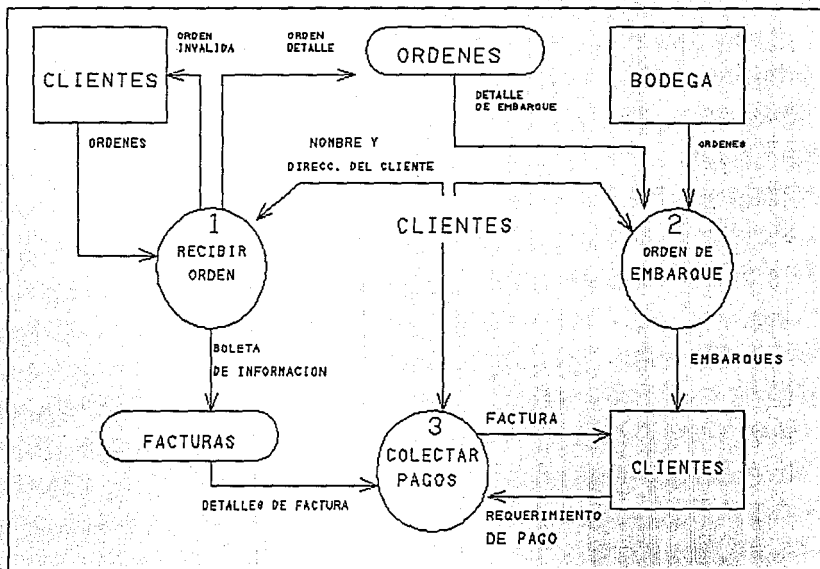 ORDEN
INVALIDA
ORDEN
DETALLE
CLIENTES
ORDENES
BODEGA
DETALLE
DE EMBARQUE
ORDENES
ORDENES
NOMBRE Y
DIRECC. DEL CLIENTE
CLIENTES
1
RECIBIR
ORDEN
2
ORDEN DE
EMBARQUE
BOLETA
DE INFORMACION
EMBARQUES
FACTURAS
3
COLECTAR
PAGOS
FACTURA
CLIENTES
DETALLES DE FACTURA
REQUERIMIENTO
DE PAGO